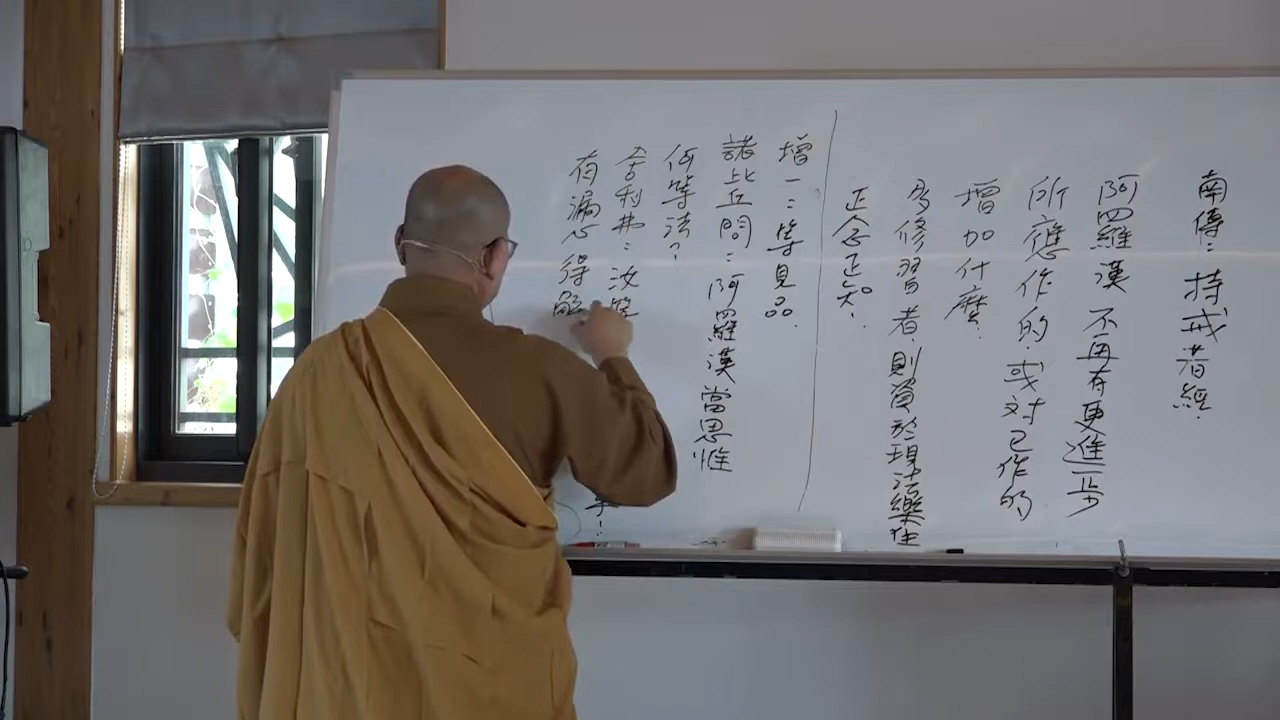 南傳：持戒者經.
阿羅漢不再有更進一步
所應作的,或对已作的
增加什麼.
多修習者,則資於現法樂住
正念正知.
增一：等見品.
諸比丘問：阿羅漢當思惟
何等法？
舍利弗：汝
有漏心得解